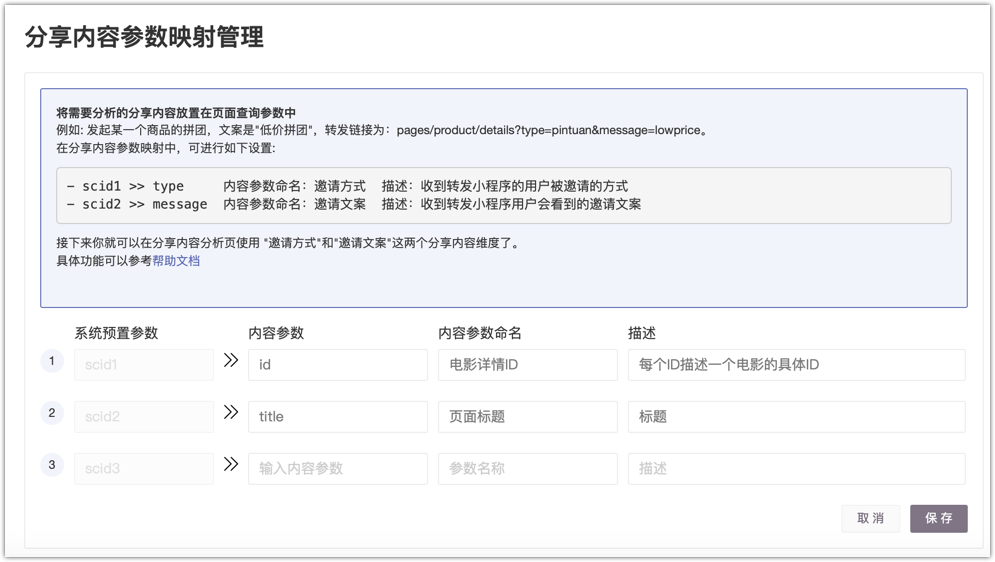 分享内容参数映射管理
将需要分析的分享内容放置在页面查询参数中
例如: 发起某一个商品的拼团，文案是"低价拼团"，转发链接为：pages/product/details?type=pintuan&message=lowprice。
在分享内容参数映射中，可进行如下设置:
- scid1 >> type 内容参数命名：邀请方式 描述：收到转发小程序的用户被邀请的方式
- scid2 >> message 内容参数命名：邀请文案 描述：收到转发小程序用户会看到的邀请文案
接下来你就可以在分享内容分析页使用 "邀请方式"和"邀请文案"这两个分享内容维度了。
具体功能可以参考帮助文档
系统预置参数 内容参数 内容参数命名 描述
1 scid1 id 电影详情ID 每个ID描述一个电影的具体ID
2 scid2 title 页面标题 标题
3 scid3 输入内容参数 参数名称 描述
取 消 保 存